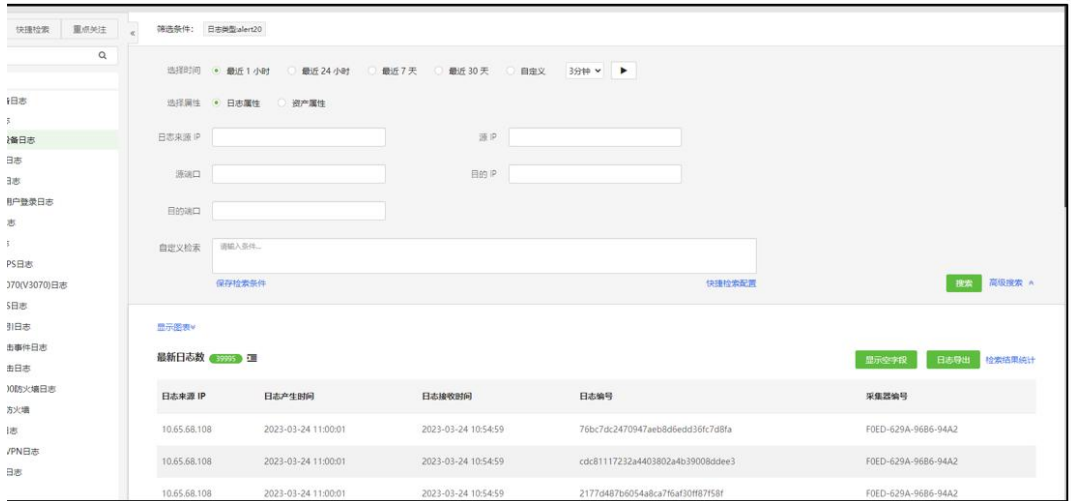 快捷检索 重点关注
«
筛选条件： 日志类型:alert20
选择时间 最近 1 小时 最近 24 小时 最近 7 天 最近 30 天 自定义 3分钟
选择属性 日志属性 资产属性
备日志
设备日志
日志来源 IP 源 IP
日志
日志
源端口 目的 IP
用户登录日志
目的端口
志
自定义检索 请输入条件...
PS日志
070(V3070)日志
保存检索条件 快捷检索配置 搜索 高级搜索
S日志
引日志
显示图表
击事件日志
最新日志数 39995 显示空字段 日志导出 检索结果统计
击日志
00防火墙日志
日志来源 IP 日志产生时间 日志接收时间 日志编号 采集器编号
防火墙
志
10.65.68.108 2023-03-24 11:00:01 2023-03-24 10:54:59 76bc7dc2470947aeb8d6edd36fc7d8fa F0ED-629A-96B6-94A2
VPN日志
10.65.68.108 2023-03-24 11:00:01 2023-03-24 10:54:59 cdc81117232a4403802a4b39008ddee3 F0ED-629A-96B6-94A2
日志
10.65.68.108 2023-03-24 11:00:01 2023-03-24 10:54:59 2177d487b6054a8ca7f6af30ff87f58f F0ED-629A-96B6-94A2